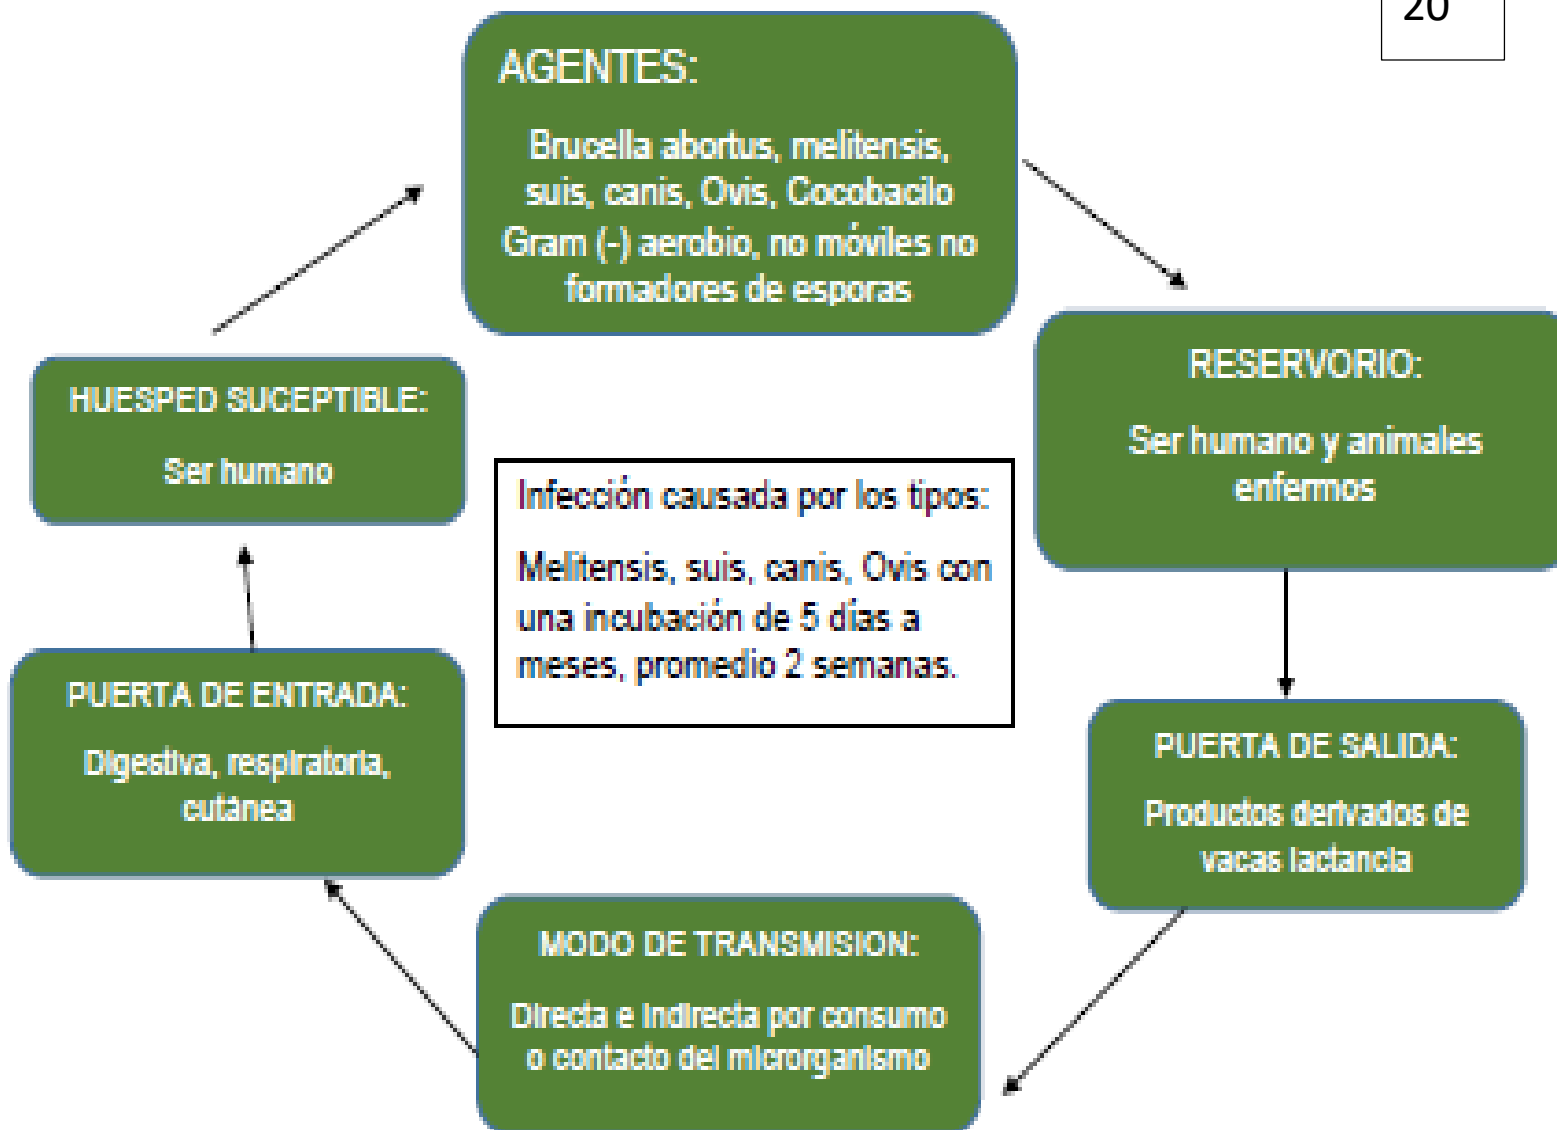 20
AGENTES:
Brucella abortus, melitensis,
suis, canis, Ovis, Cocobacilo
Gram (-) aerobio, no móviles no
formadores de esporas
RESERVORIO:
Ser humano y animales
enfermos
PUERTA DE SALIDA:
Productos derivados de
vacas lactancia
MODO DE TRANSMISION:
Directa e Indirecta por consumo
o contacto del microrganismo
PUERTA DE ENTRADA:
Digestiva, respiratoria,
cutánea
HUESPED SUCEPTIBLE:
Ser humano
Infección causada por los tipos:
Melitensis, suis, canis, Ovis con
una incubación de 5 días a
meses, promedio 2 semanas.